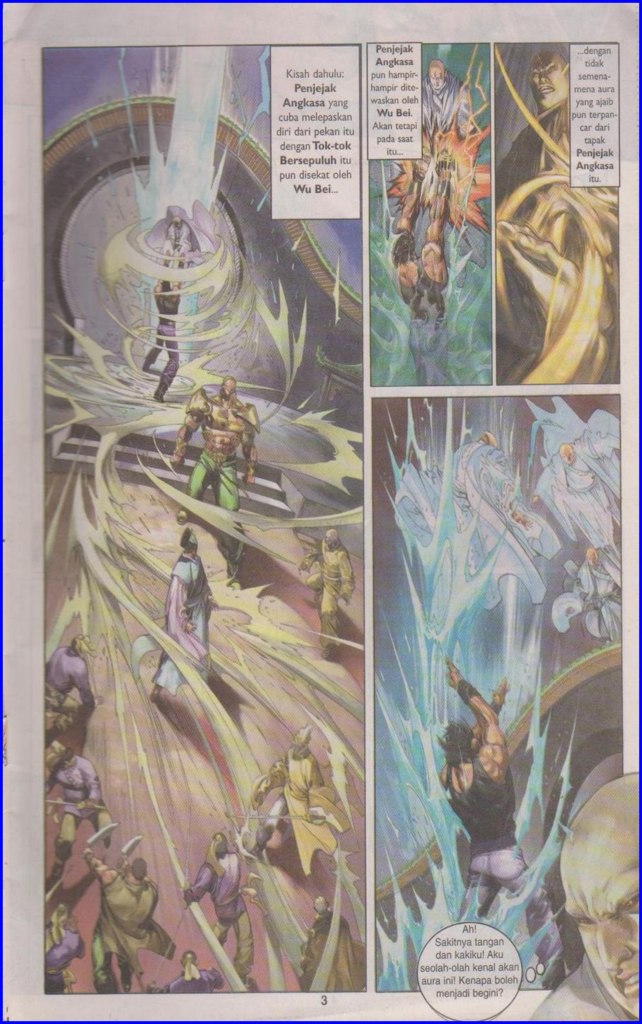 Kisah dahulu:
Penjejak
Angkasa yang
cuba melepaskan
diri dari pekan itu
dengan Tok-tok
Bersepuluh itu
pun disekat oleh
Wu Bei...
Penjejak
Angkasa
pun hampir-
hampir dite-
waskan oleh
Wu Bei.
Akan tetapi
pada saat
itu...
...dengan
tidak
semena-
mena aura
yang ajaib
pun terpan-
car dari
tapak
Penjejak
Angkasa
itu.
Ah!
Sakitnya tangan
dan kakiku! Aku
seolah-olah kenal akan
aura ini! Kenapa boleh
menjadi begini?
3